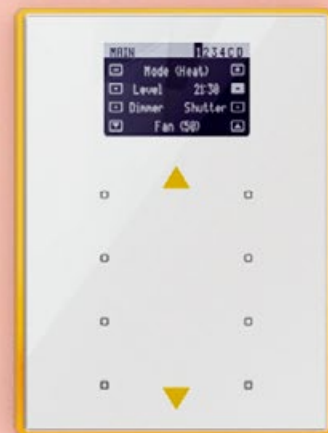 MAIN 1234CD
Mode (Heat)
Level 21:30
Dimmer Shutter
Fan (50)